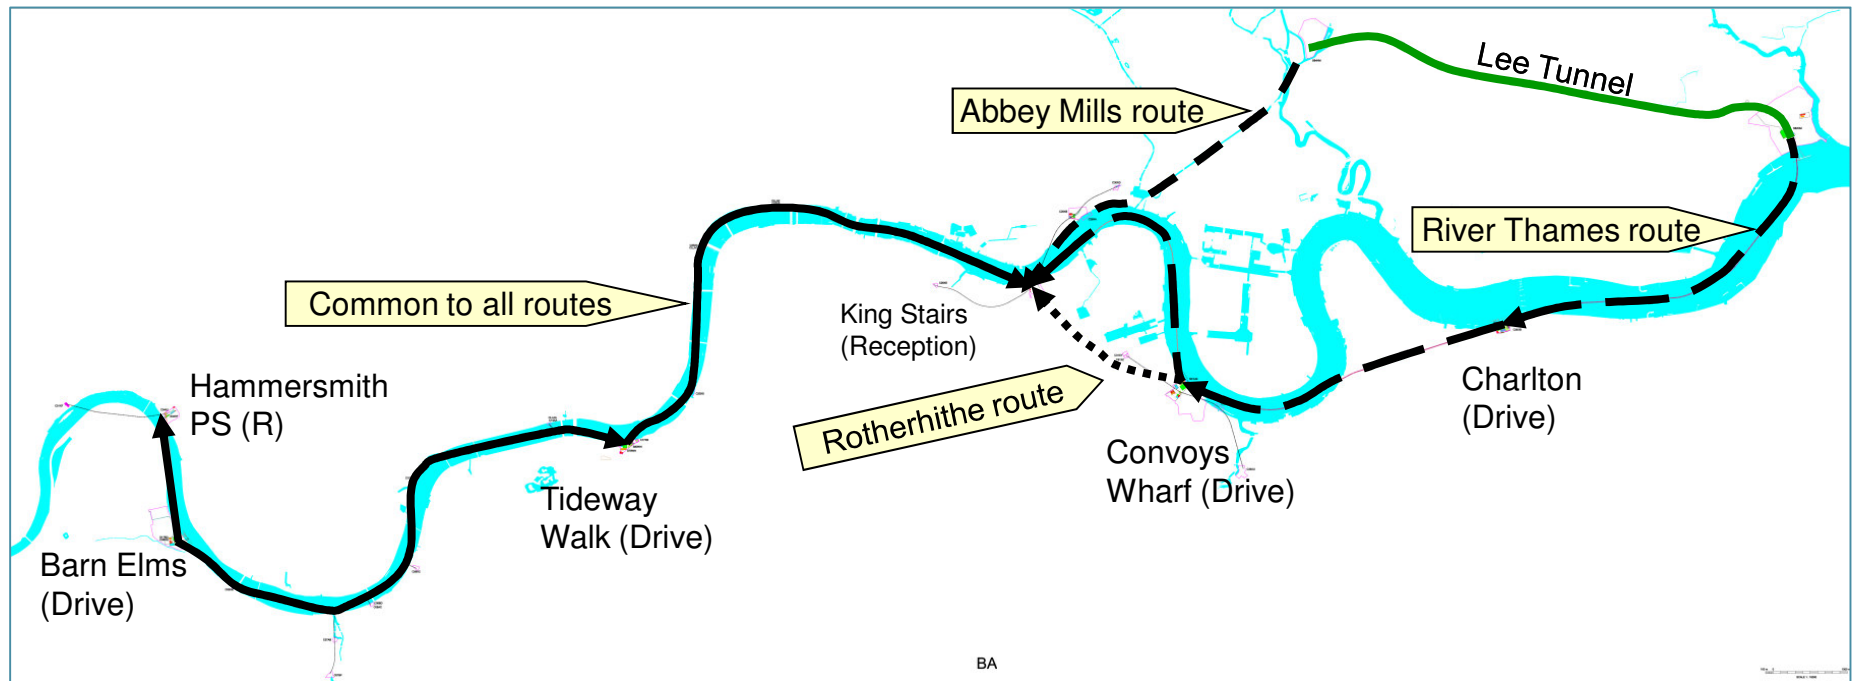 Lee Tunnel
Abbey Mills route
River Thames route
Common to all routes
King Stairs
(Reception)
Hammersmith
PS (R)
Charlton
(Drive)
Rotherhithe route
Convoys
Wharf (Drive)
Tideway
Walk (Drive)
Barn Elms
(Drive)
BA